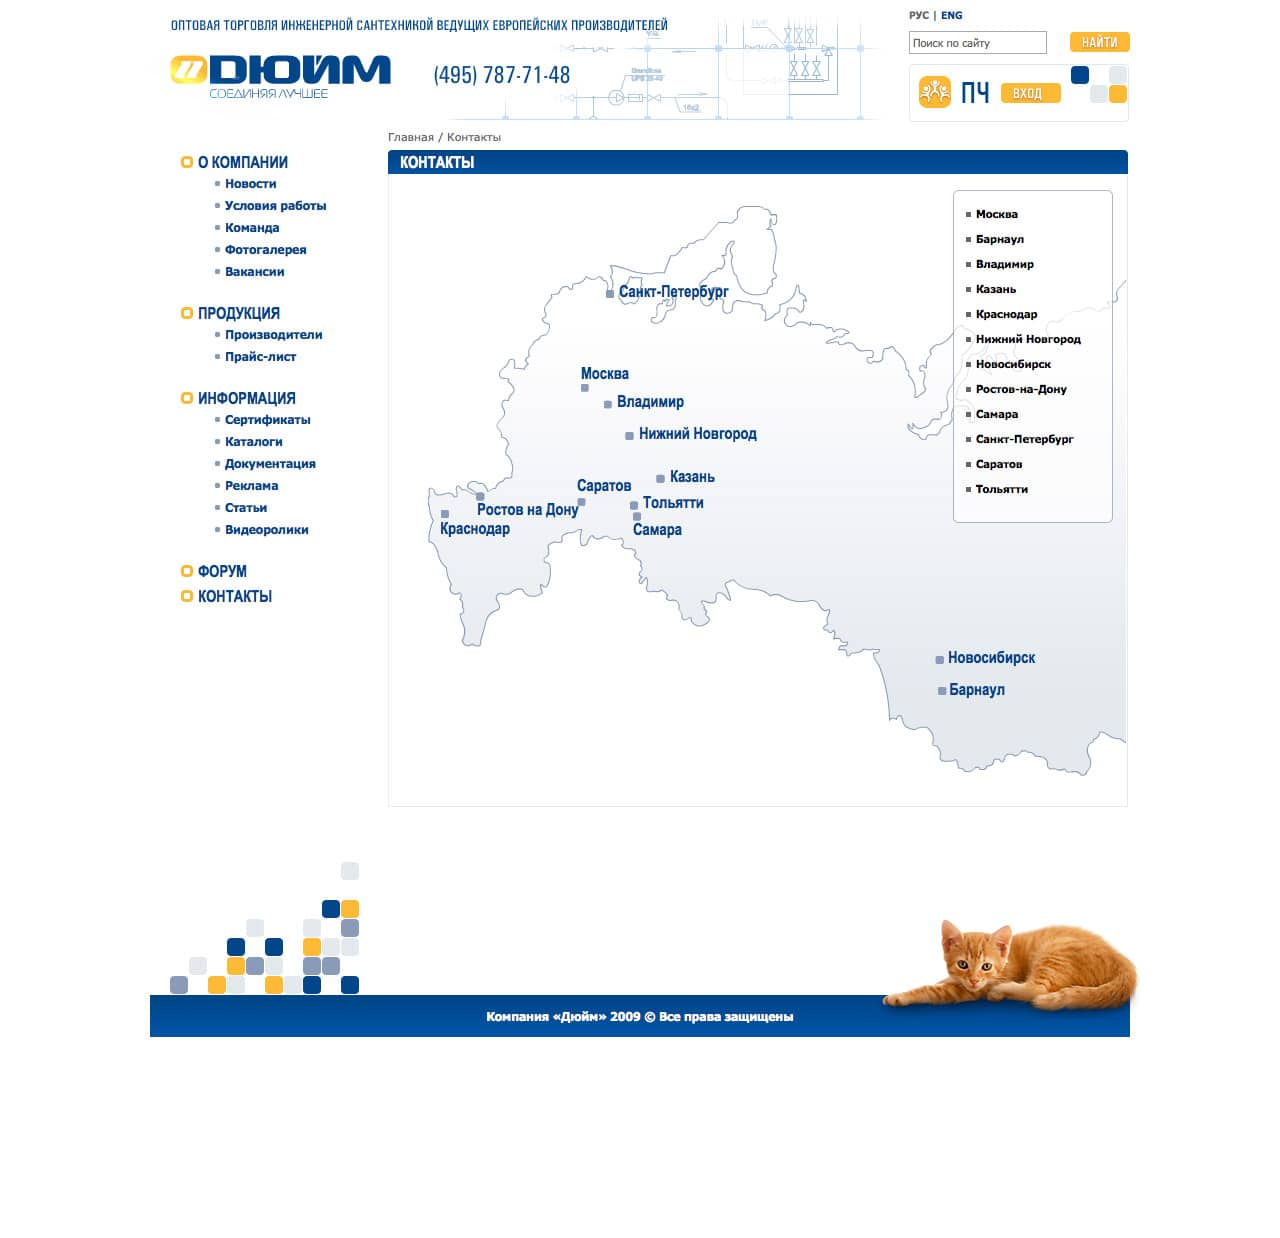 ОПТОВАЯ ТОРГОВЛЯ ИНЖЕНЕРНОЙ САНТЕХНИКОЙ ВЕДУЩИХ ЕВРОПЕЙСКИХ ПРОИЗВОДИТЕЛЕЙ
РУС | ENG
Поиск по сайту
НАЙТИ
ДЮЙМ
СОЕДИНЯЯ ЛУЧШЕЕ
(495) 787-71-48
ПЧ
ВХОД
Главная / Контакты
КОНТАКТЫ
О КОМПАНИИ
Новости
Условия работы
Команда
Фотогалерея
Вакансии
ПРОДУКЦИЯ
Производители
Прайс-лист
ИНФОРМАЦИЯ
Сертификаты
Каталоги
Документация
Реклама
Статьи
Видеоролики
ФОРУМ
КОНТАКТЫ
Санкт-Петербург
Москва
Владимир
Нижний Новгород
Казань
Саратов
Тольятти
Ростов на Дону
Самара
Краснодар
Новосибирск
Барнаул
Москва
Барнаул
Владимир
Казань
Краснодар
Нижний Новгород
Новосибирск
Ростов-на-Дону
Самара
Санкт-Петербург
Саратов
Тольятти
Компания «Дюйм» 2009 © Все права защищены